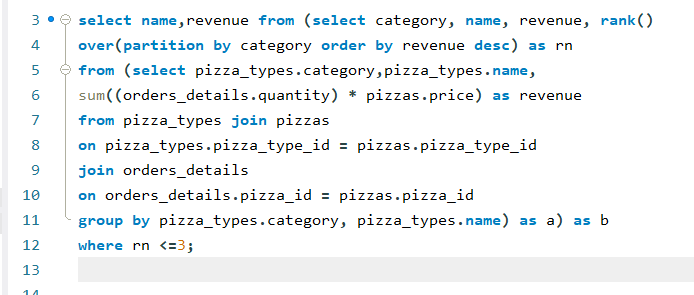 3 select name,revenue from (select category, name, revenue, rank()
4 over(partition by category order by revenue desc) as rn
5 from (select pizza_types.category,pizza_types.name,
6 sum((orders_details.quantity) * pizzas.price) as revenue
7 from pizza_types join pizzas
8 on pizza_types.pizza_type_id = pizzas.pizza_type_id
9 join orders_details
10 on orders_details.pizza_id = pizzas.pizza_id
11 group by pizza_types.category, pizza_types.name) as a) as b
12 where rn <=3;
13
14